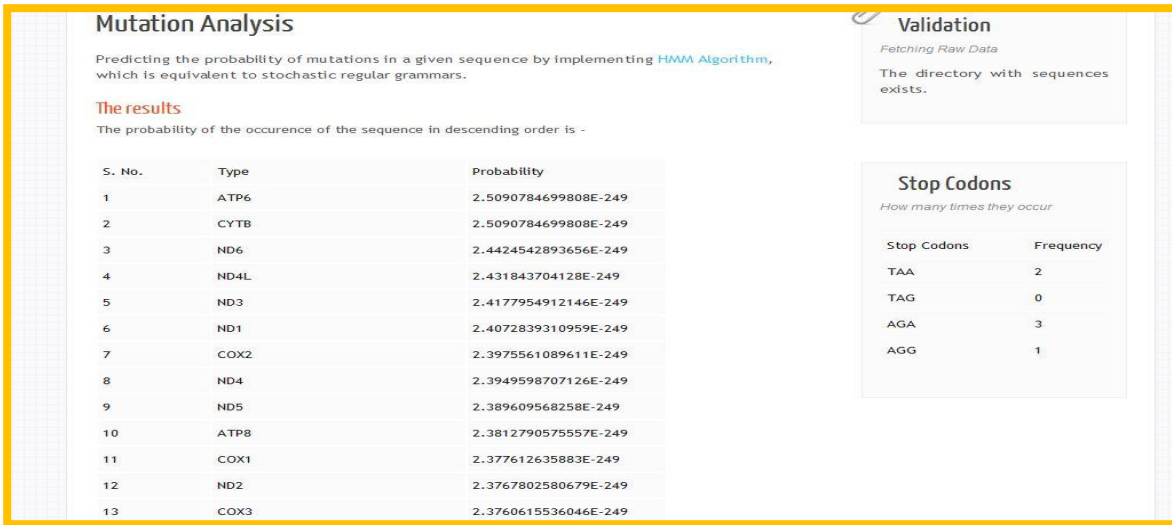 Mutation Analysis
Predicting the probability of mutations in a given sequence by implementing HMM Algorithm,
which is equivalent to stochastic regular grammars.
The results
The probability of the occurence of the sequence in descending order is -
S. No. Type Probability
1 ATP6 2.5090784699808E-249
2 CYTB 2.5090784699808E-249
3 ND6 2.4424542893656E-249
4 ND4L 2.431843704128E-249
5 ND3 2.4177954912146E-249
6 ND1 2.4072839310959E-249
7 COX2 2.3975561089611E-249
8 ND4 2.3949598707126E-249
9 ND5 2.389609568258E-249
10 ATP8 2.3812790575557E-249
11 COX1 2.377612635883E-249
12 ND2 2.3767802580679E-249
13 COX3 2.3760615536046E-249
Validation
Fetching Raw Data
The directory with sequences
exists.
Stop Codons
How many times they occur
Stop Codons Frequency
TAA 2
TAG 0
AGA 3
AGG 1